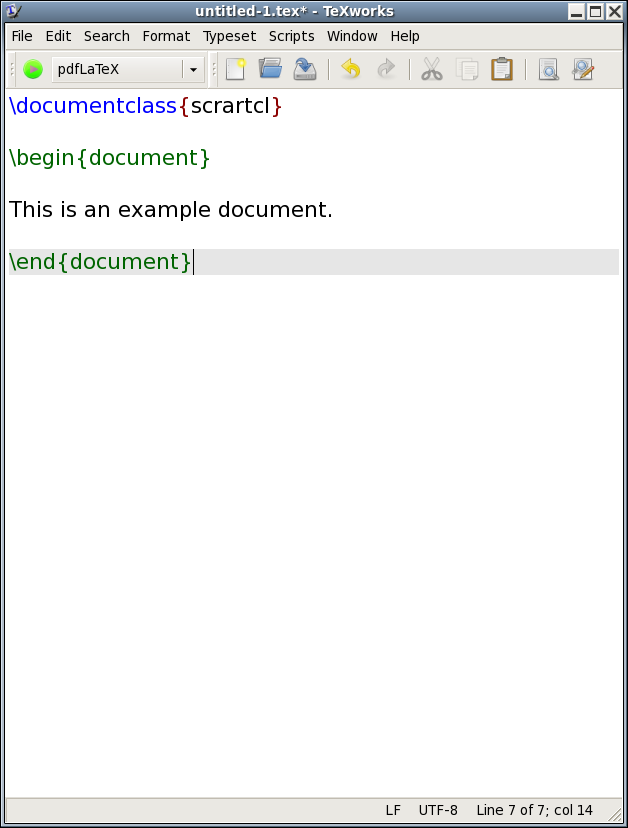 untitled-1.tex* - TeXworks
File Edit Search Format Typeset Scripts Window Help
pdfLaTeX
\documentclass{scrartcl}
\begin{document}
This is an example document.
\end{document}
LF UTF-8 Line 7 of 7; col 14